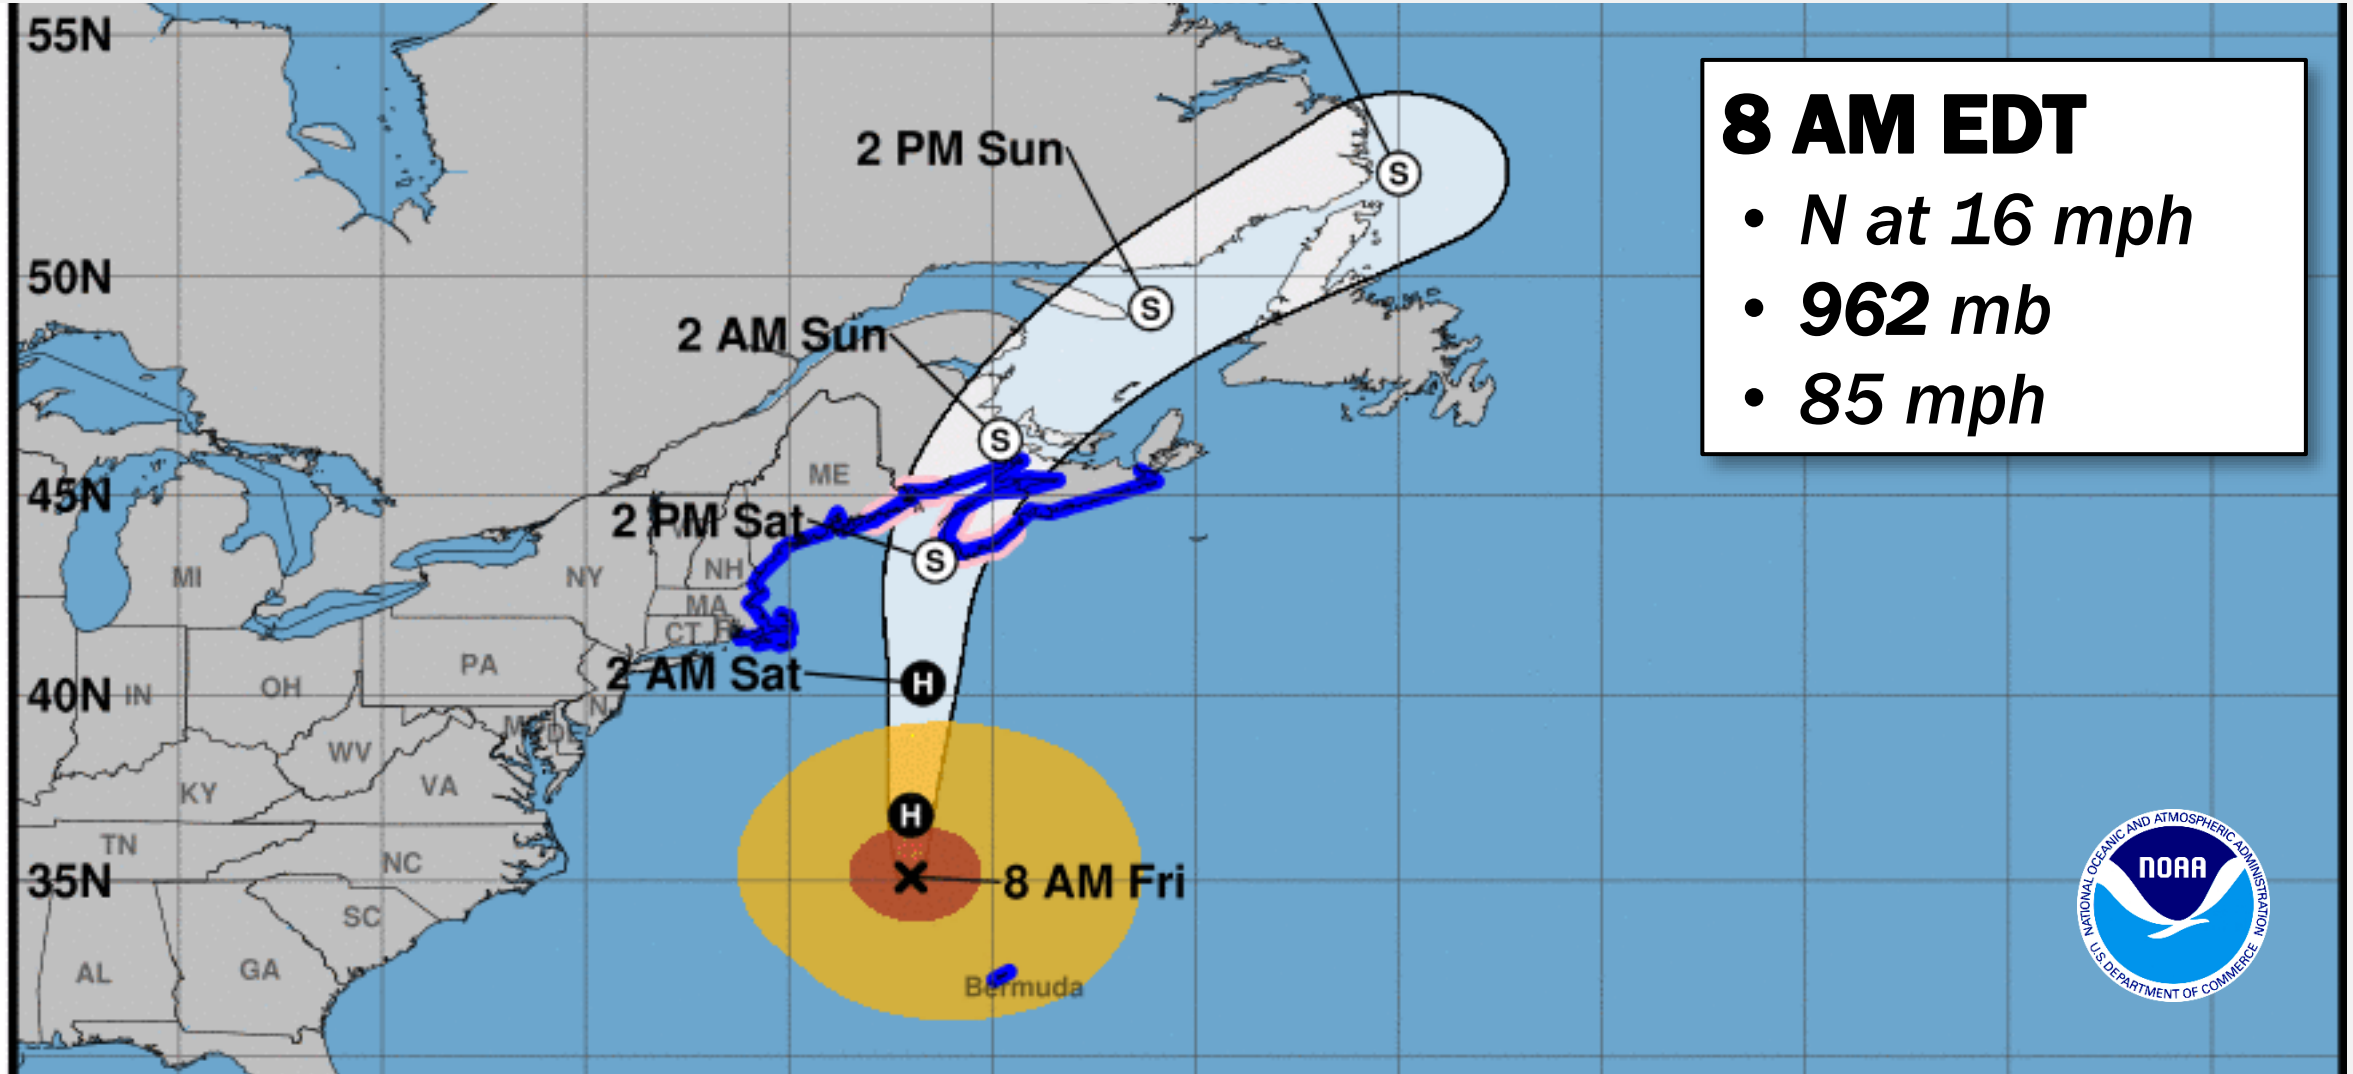 55N
50N
45N
40N
35N
2 PM Sun
2 AM Sun
2 PM Sat
2 AM Sat
8 AM Fri
S
S
S
S
H
H
ME
NH
MA
CT
NY
MI
PA
OH
IN
WV
VA
KY
TN
NC
SC
GA
AL
DE
Bermuda
8 AM EDT
• N at 16 mph
• 962 mb
• 85 mph
NOAA
NATIONAL OCEANIC AND ATMOSPHERIC ADMINISTRATION
U.S. DEPARTMENT OF COMMERCE